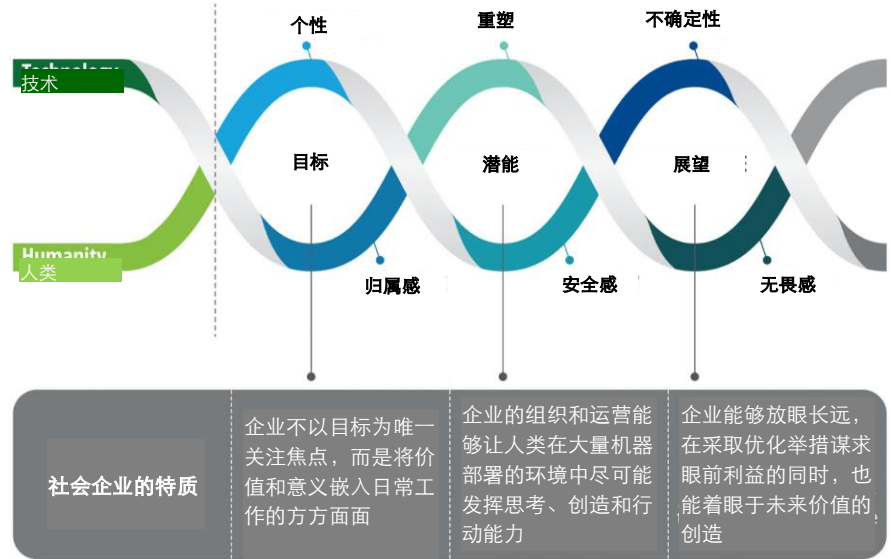 个性
重塑
不确定性
Technology
技术
目标
潜能
展望
Humanity
人类
归属感
安全感
无畏感
社会企业的特质
企业不以目标为唯一
关注焦点，而是将价
值和意义嵌入日常工
作的方方面面
企业的组织和运营能
够让人类在大量机器
部署的环境中尽可能
发挥思考、创造和行
动能力
企业能够放眼长远，
在采取优化举措谋求
眼前利益的同时，也
能着眼于未来价值的
创造